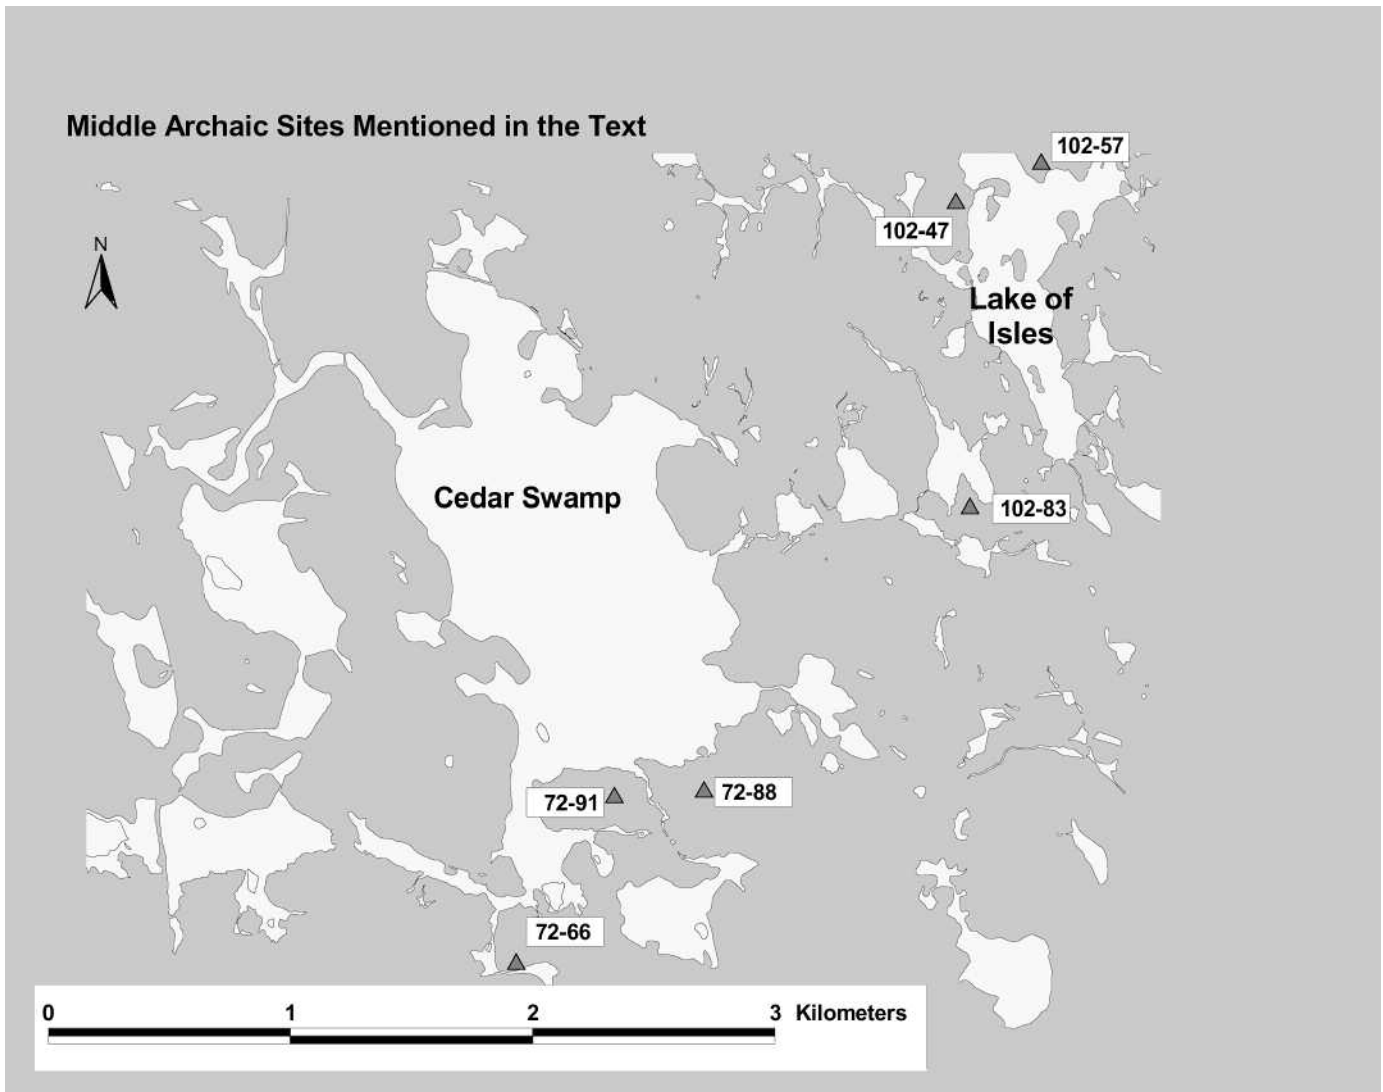 Middle Archaic Sites Mentioned in the Text
102-57
N
102-47
Lake of
Isles
Cedar Swamp
102-83
72-91
72-88
72-66
0 1 2 3 Kilometers